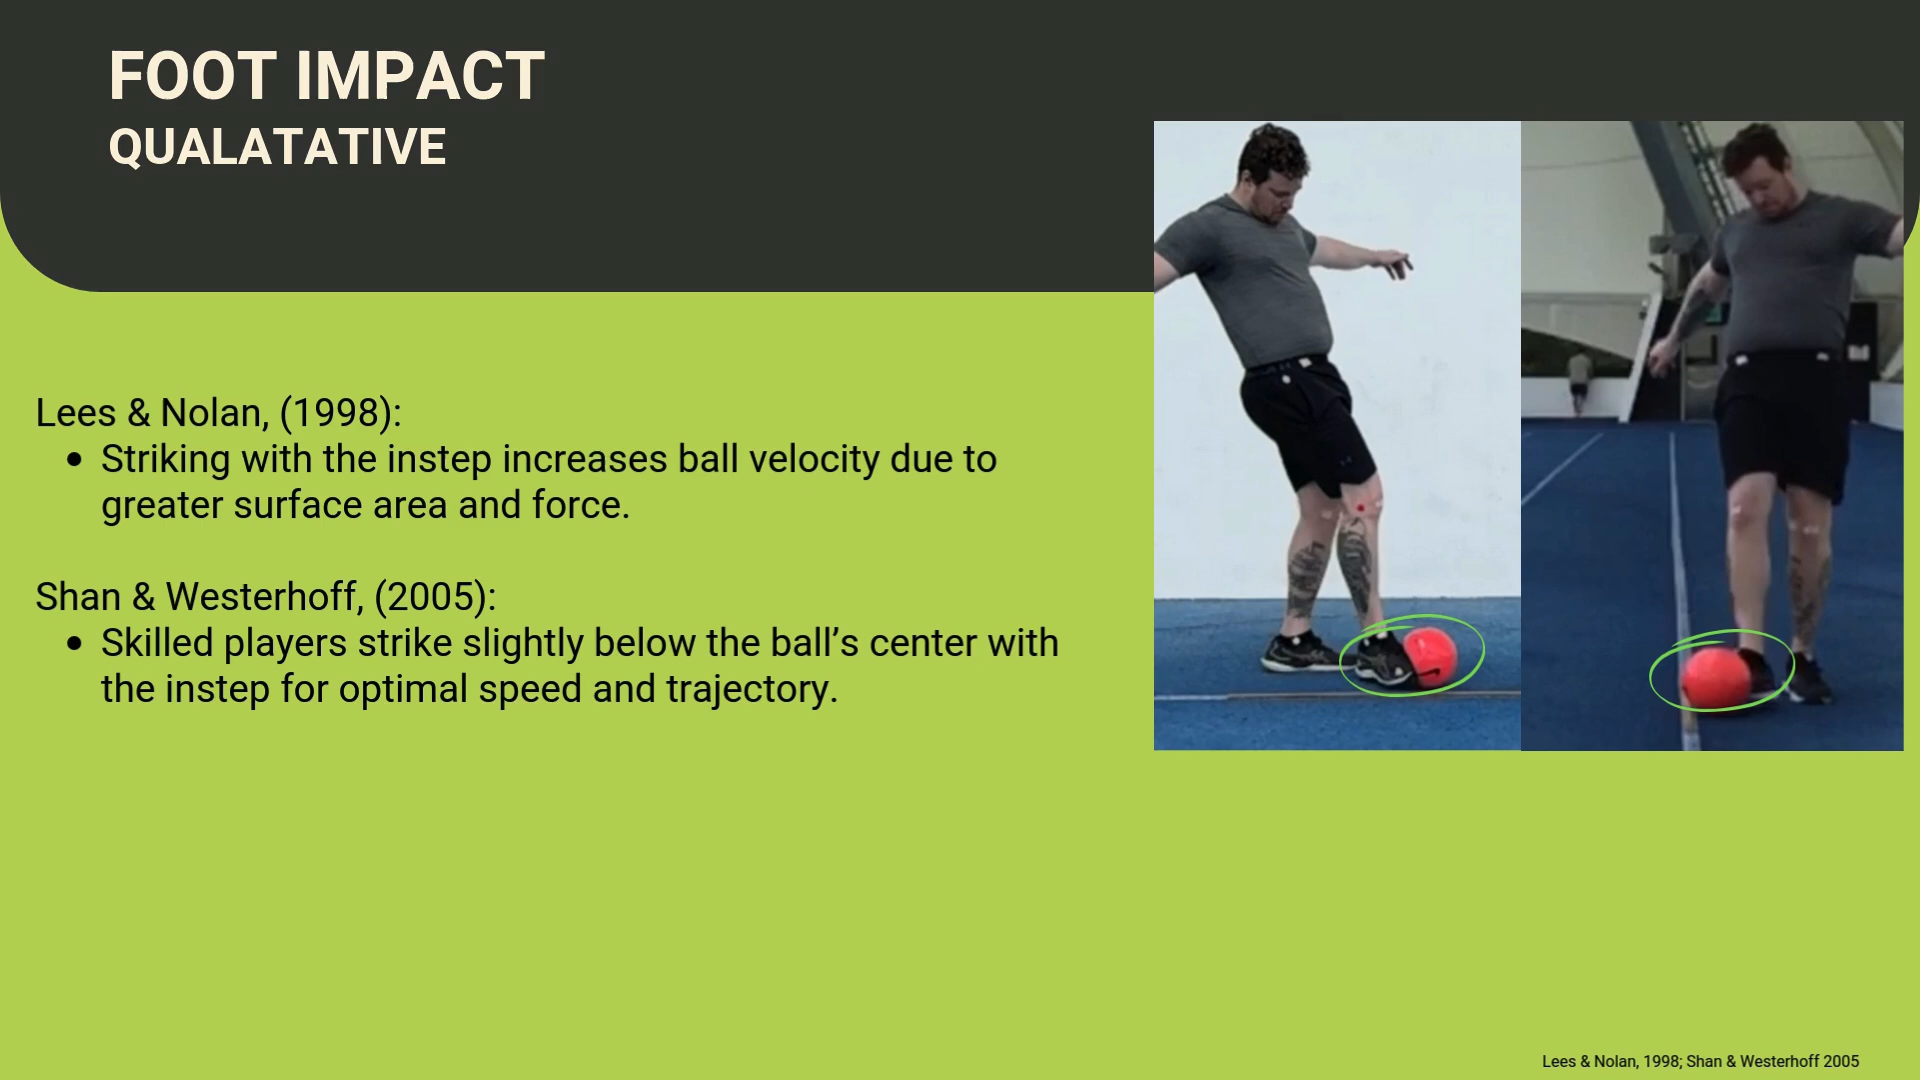 FOOT IMPACT
QUALATATIVE
Lees & Nolan, (1998):
• Striking with the instep increases ball velocity due to
greater surface area and force.
Shan & Westerhoff, (2005):
• Skilled players strike slightly below the ball’s center with
the instep for optimal speed and trajectory.
Lees & Nolan, 1998; Shan & Westerhoff 2005